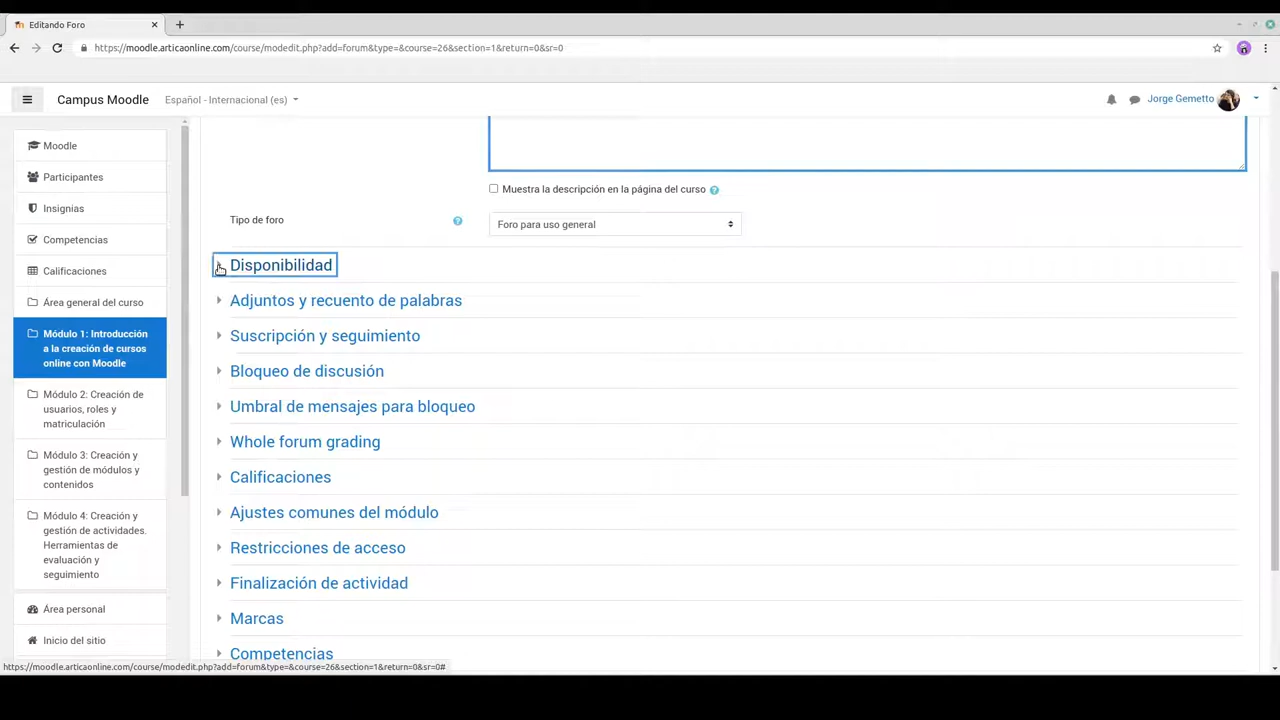 Editando Foro
https://moodle.articaonline.com/course/modedit.php?add=forum&type=&course=26&section=1&return=0&sr=0
Campus Moodle
Español - Internacional (es)
Jorge Gemetto
Moodle
Participantes
Insignias
Competencias
Calificaciones
Área general del curso
Módulo 1: Introducción
a la creación de cursos
online con Moodle
Módulo 2: Creación de
usuarios, roles y
matriculación
Módulo 3: Creación y
gestión de módulos y
contenidos
Módulo 4: Creación y
gestión de actividades.
Herramientas de
evaluación y
seguimiento
Área personal
Inicio del sitio
Muestra la descripción en la página del curso
Tipo de foro
Foro para uso general
Disponibilidad
Adjuntos y recuento de palabras
Suscripción y seguimiento
Bloqueo de discusión
Umbral de mensajes para bloqueo
Whole forum grading
Calificaciones
Ajustes comunes del módulo
Restricciones de acceso
Finalización de actividad
Marcas
Competencias
https://moodle.articaonline.com/course/modedit.php?add=forum&type=&course=26&section=1&return=0&sr=0#